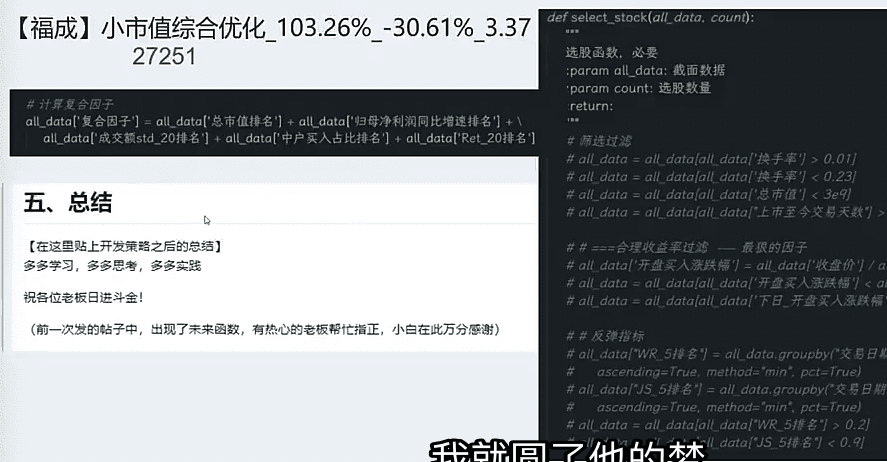 【福成】小市值综合优化_103.26%_-30.61%_3.37
27251
# 计算复合因子
all_data['复合因子'] = all_data['总市值排名'] + all_data['归母净利润同比增速排名'] + \
all_data['成交额std_20排名'] + all_data['中户买入占比排名'] + all_data['Ret_20排名']
五、总结
【在这里贴上开发策略之后的总结】
多多学习，多多思考，多多实践
祝各位老板日进斗金！
（前一次发的帖子中，出现了未来函数，有热心的老板帮忙指正，小白在此万分感谢）
def select_stock(all_data, count):
"""
选股函数，必要
:param all_data: 截面数据
:param count: 选股数量
:return:
"""
# 筛选过滤
# all_data = all_data[all_data['换手率'] > 0.01]
# all_data = all_data[all_data['换手率'] < 0.23]
# all_data = all_data[all_data['总市值'] < 3e9]
# all_data = all_data[all_data["上市至今交易天数"] >
# # ===合理收益率过滤 --- 最狠的因子
# all_data['开盘买入涨跌幅'] = all_data['收盘价'] / a
# all_data = all_data[all_data['开盘买入涨跌幅'] < a
# all_data = all_data[all_data['下日_开盘买入涨跌幅'
# # 反弹指标
# all_data["WR_5排名"] = all_data.groupby("交易日期
# ascending=True, method="min", pct=True)
# all_data["JS_5排名"] = all_data.groupby("交易日期
# ascending=True, method="min", pct=True)
# all_data = all_data[all_data["WR_5排名"] > 0.2]
all_data["JS_5排名"] < 0.9]
我就圆了他的梦